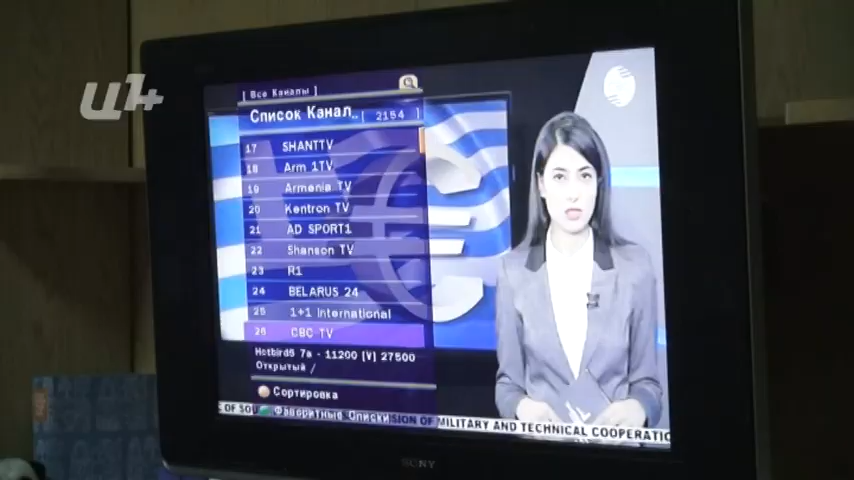 ա1+
[ Все Каналы ]
Список Канал.. [ 2154 ]
17 SHANTTV
18 Arm 1TV
19 Armenia TV
20 Kentron TV
21 AD SPORT1
22 Shanson TV
23 R1
24 BELARUS 24
25 1+1 International
26 CBC TV
Hotbird6 7a - 11200 (V) 27500
Открытый /
Сортировка
Фаворитные Списки
C OF SOU ISION OF MILITARY AND TECHNICAL COOPERATIO
SONY